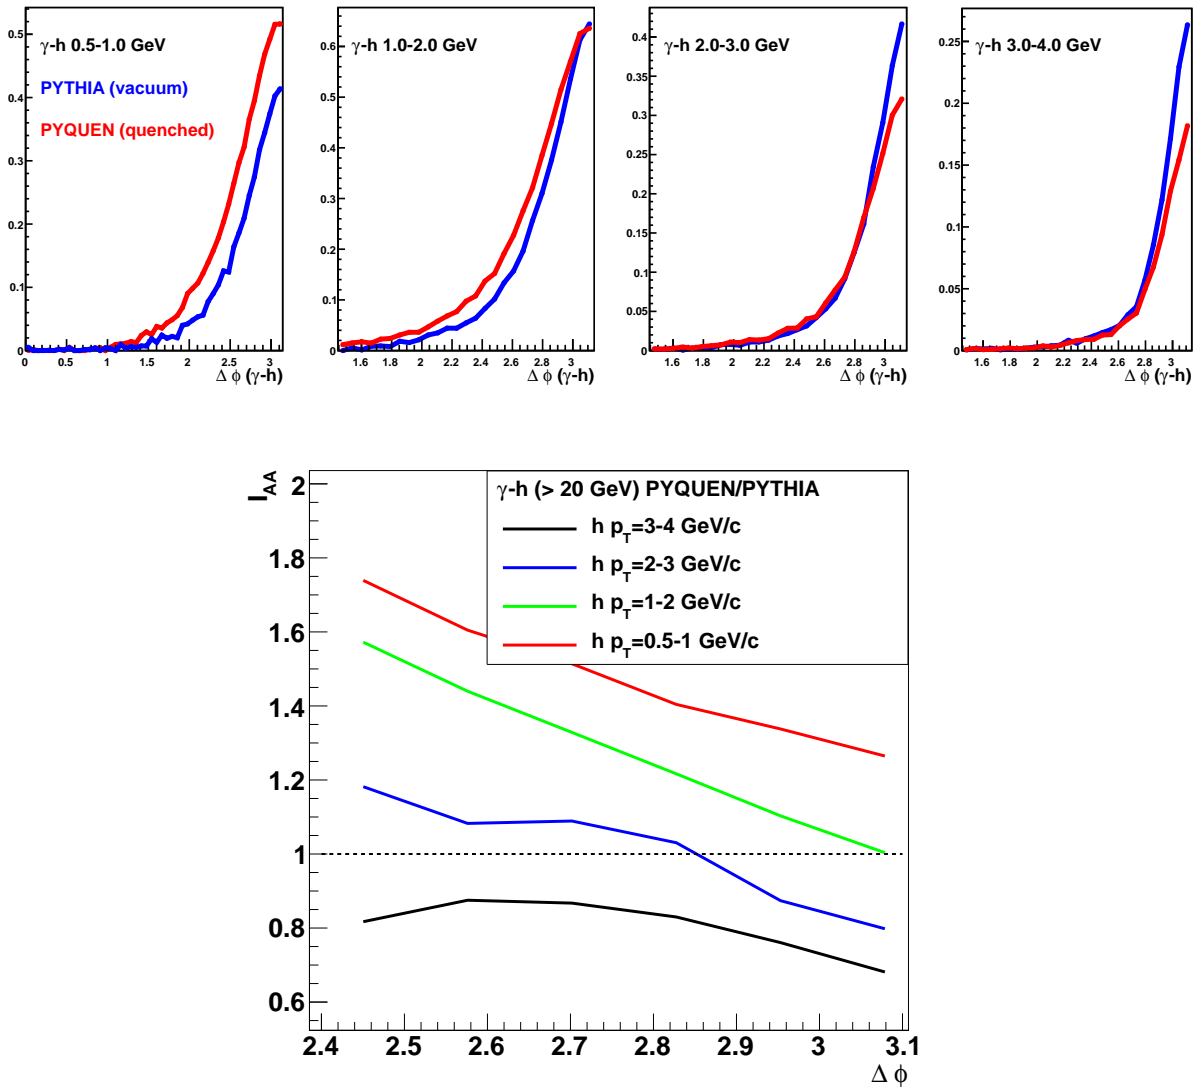 γ-h 0.5-1.0 GeV
PYTHIA (vacuum)
PYQUEN (quenched)
0.5
0.4
0.3
0.2
0.1
0
0 0.5 1 1.5 2 2.5 3
Δ ϕ (γ-h)
γ-h 1.0-2.0 GeV
0.6
0.5
0.4
0.3
0.2
0.1
0
1.6 1.8 2 2.2 2.4 2.6 2.8 3
Δ ϕ (γ-h)
γ-h 2.0-3.0 GeV
0.4
0.35
0.3
0.25
0.2
0.15
0.1
0.05
0
1.6 1.8 2 2.2 2.4 2.6 2.8 3
Δ ϕ (γ-h)
γ-h 3.0-4.0 GeV
0.25
0.2
0.15
0.1
0.05
0
1.6 1.8 2 2.2 2.4 2.6 2.8 3
Δ ϕ (γ-h)
I_AA
2
1.8
1.6
1.4
1.2
1
0.8
0.6
γ-h (> 20 GeV) PYQUEN/PYTHIA
h p_T=3-4 GeV/c
h p_T=2-3 GeV/c
h p_T=1-2 GeV/c
h p_T=0.5-1 GeV/c
2.4 2.5 2.6 2.7 2.8 2.9 3 3.1
Δ ϕ